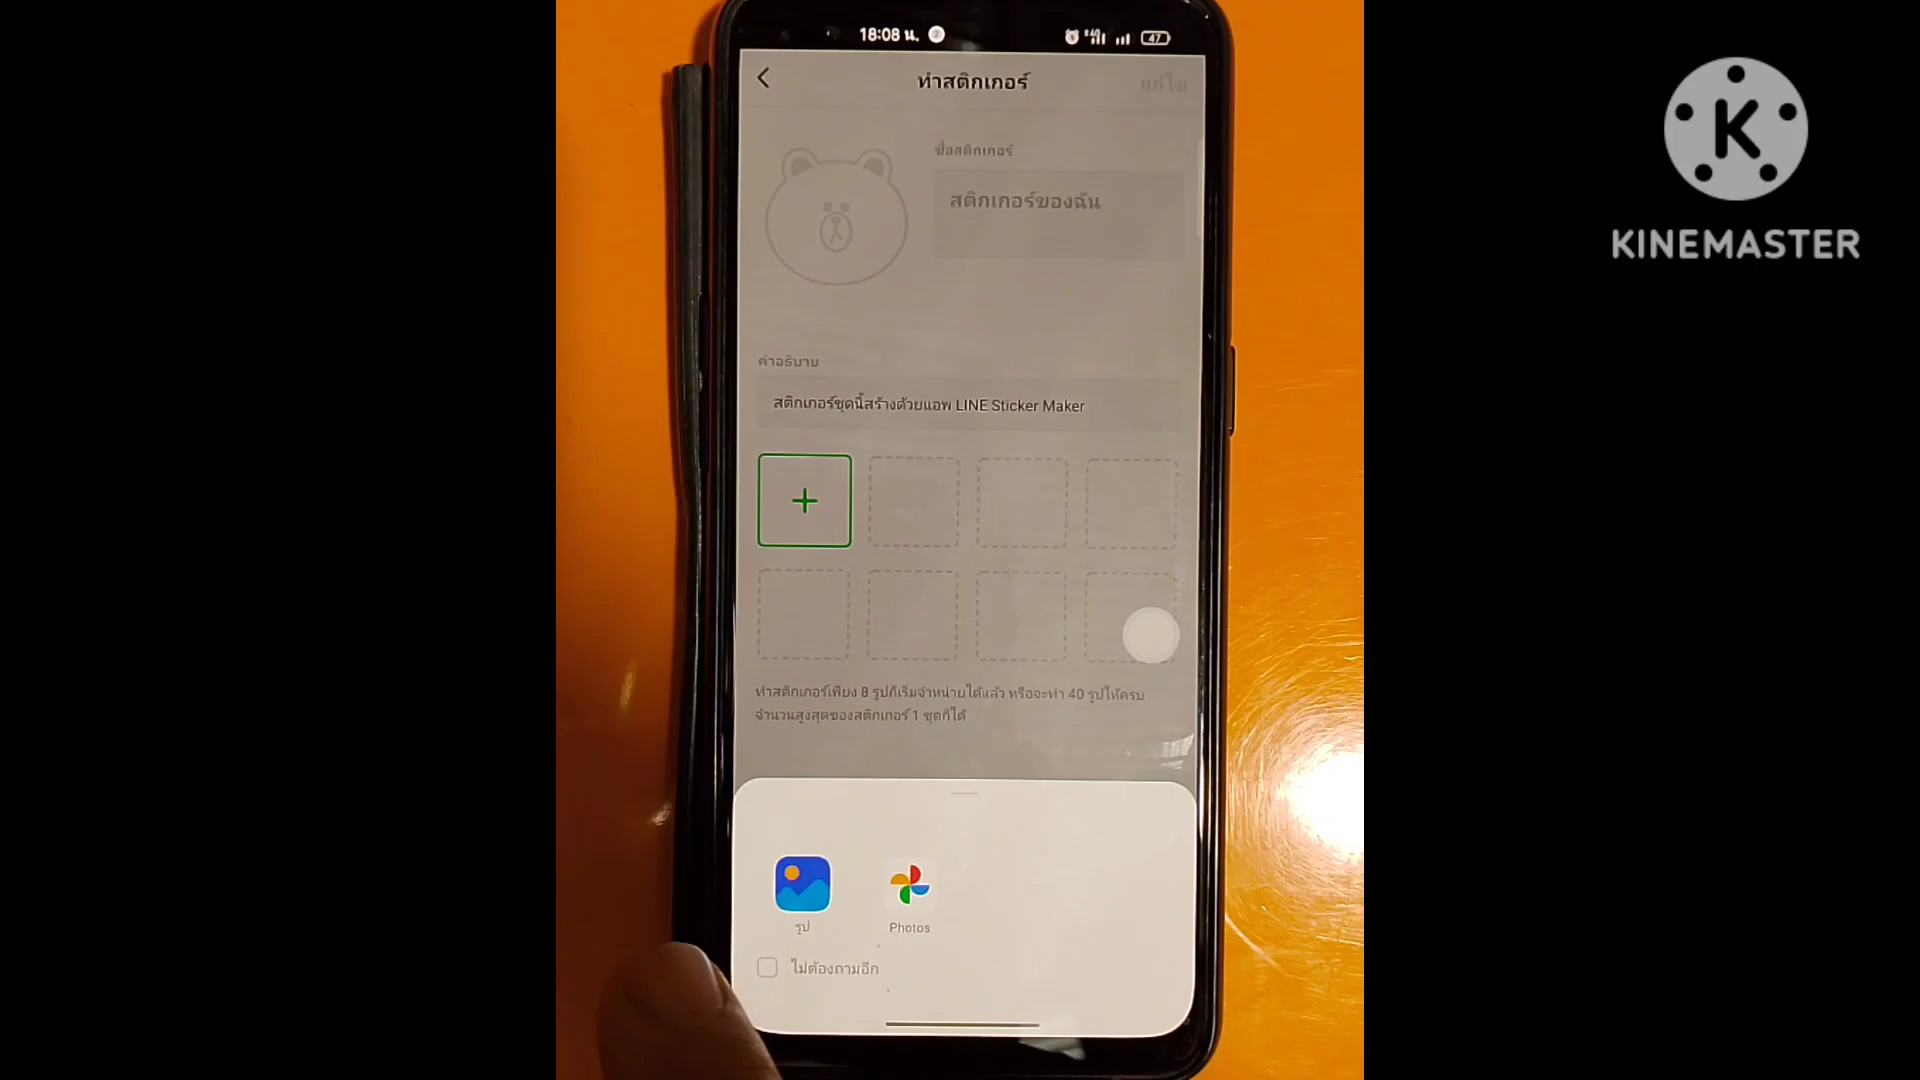 18:08 น.
47
ทำสติกเกอร์
แก้ไข
ชื่อสติกเกอร์
สติกเกอร์ของฉัน
คำอธิบาย
สติกเกอร์ชุดนี้สร้างด้วยแอพ LINE Sticker Maker
ทำสติกเกอร์เพียง 8 รูปก็เริ่มจำหน่ายได้แล้ว หรือจะทำ 40 รูปให้ครบ
จำนวนสูงสุดของสติกเกอร์ 1 ชุดก็ได้
รูป
Photos
ไม่ต้องถามอีก
K
KINEMASTER